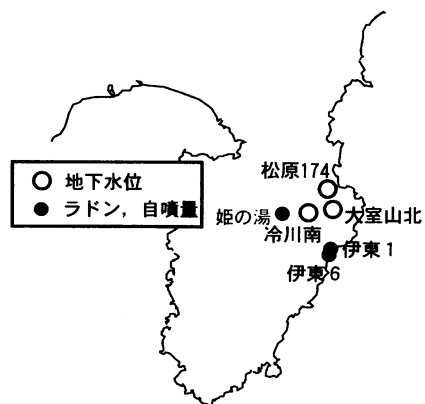 松原174
地下水位
ラドン，自噴量
姫の湯
大室山北
冷川南
伊東1
伊東6